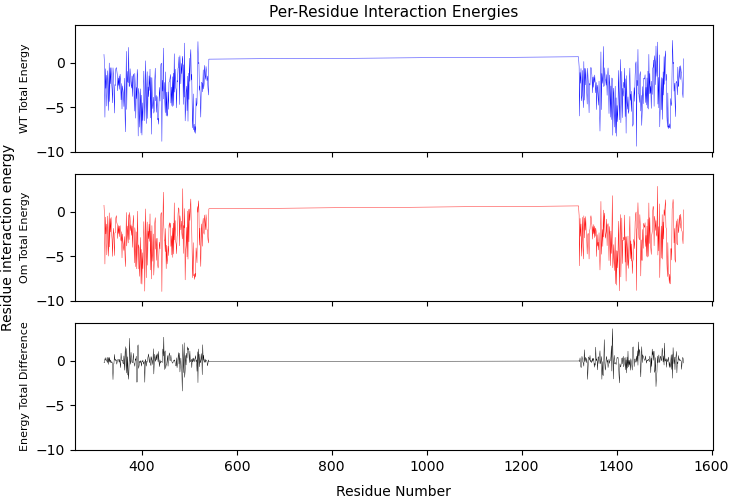 Per-Residue Interaction Energies
Residue interaction energy
WT Total Energy
0
−5
−10
Om Total Energy
0
−5
−10
Energy Total Difference
0
−5
−10
400 600 800 1000 1200 1400 1600
Residue Number